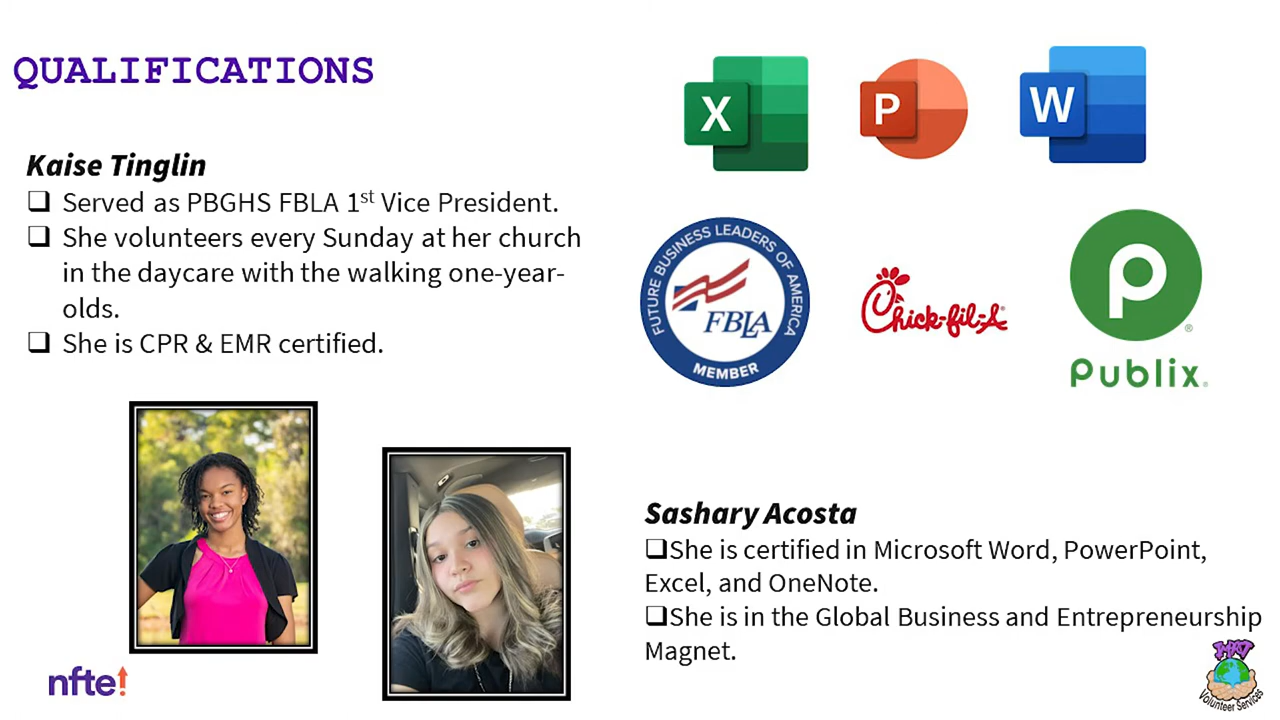 QUALIFICATIONS
Kaise Tinglin
❑ Served as PBGHS FBLA 1st Vice President.
❑ She volunteers every Sunday at her church
in the daycare with the walking one-year-
olds.
❑ She is CPR & EMR certified.
X
P
W
FUTURE BUSINESS LEADERS OF AMERICA
FBLA
MEMBER
Chick-fil-A®
P®
Publix®
Sashary Acosta
❑She is certified in Microsoft Word, PowerPoint,
Excel, and OneNote.
❑She is in the Global Business and Entrepreneurship
Magnet.
nfte!
Volunteer Services